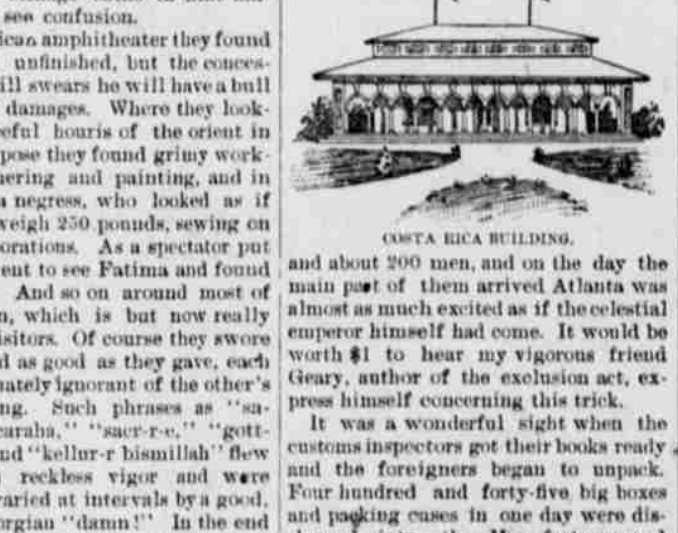 see confusion.
ican amphitheater they found
unfinished, but the conces-
ill swears he will have a bull
damages. Where they look-
eful houris of the orient in
pose they found grimy work-
ering and painting, and in
a negress, who looked as if
weigh 250 pounds, sewing on
orations. As a spectator put
ent to see Fatima and found
And so on around most of
n, which is but now really
isitors. Of course they swore
d as good as they gave, each
nately ignorant of the other's
ng. Such phrases as "sa-
caraha," "sacr-r-e," "gott-
nd "kellur-r bismillah" flew
reckless vigor and were
varied at intervals by a good,
orgian "damn!" In the end
COSTA RICA BUILDING.
and about 200 men, and on the day the
main part of them arrived Atlanta was
almost as much excited as if the celestial
emperor himself had come. It would be
worth $1 to hear my vigorous friend
Geary, author of the exclusion act, ex-
press himself concerning this trick.
It was a wonderful sight when the
customs inspectors got their books ready
and the foreigners began to unpack.
Four hundred and forty-five big boxes
and packing cases in one day were dis-